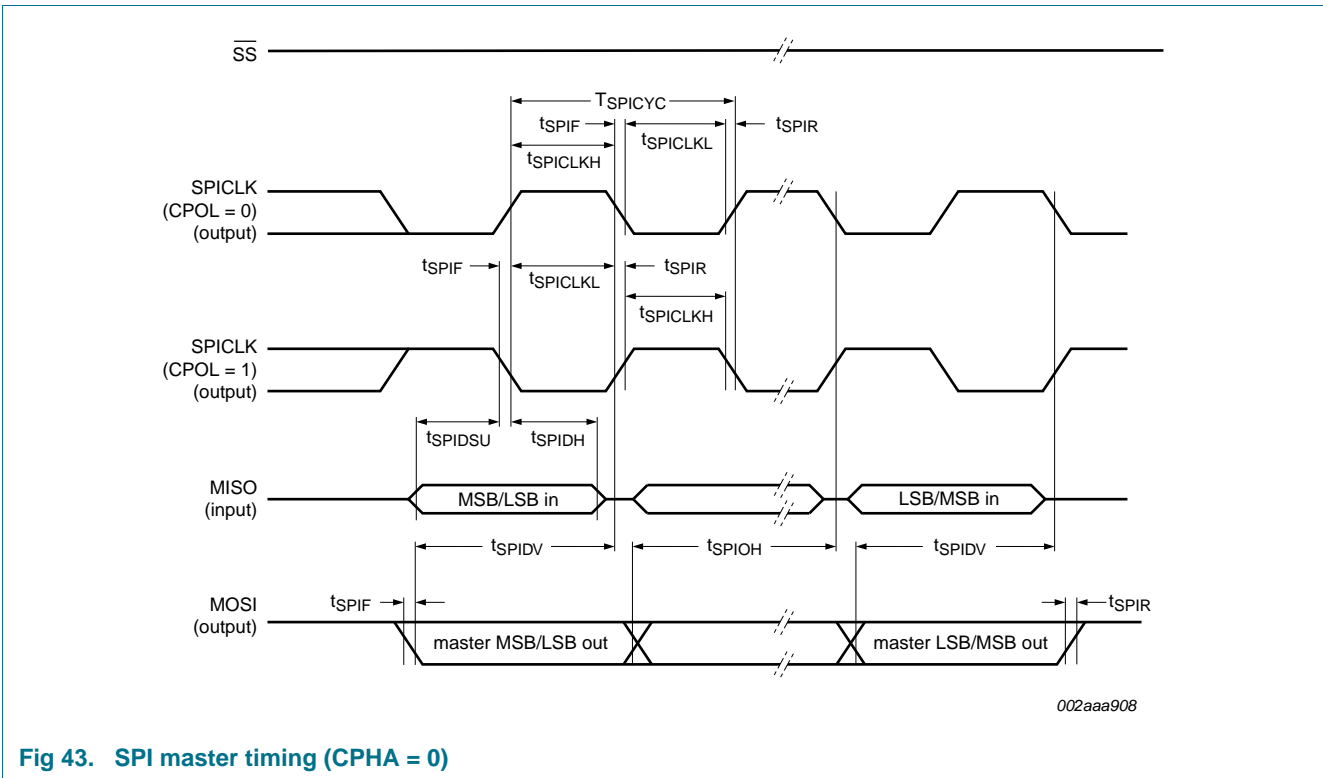 SS
TSPICYC
tSPIF
tSPICLKL
tSPIR
tSPICLKH
SPICLK
(CPOL = 0)
(output)
tSPIF
tSPICLKL
tSPIR
tSPICLKH
SPICLK
(CPOL = 1)
(output)
tSPIDSU
tSPIDH
MISO
(input)
MSB/LSB in
LSB/MSB in
tSPIDV
tSPIOH
tSPIDV
MOSI
(output)
tSPIF
tSPIR
master MSB/LSB out
master LSB/MSB out
002aaa908
Fig 43. SPI master timing (CPHA = 0)